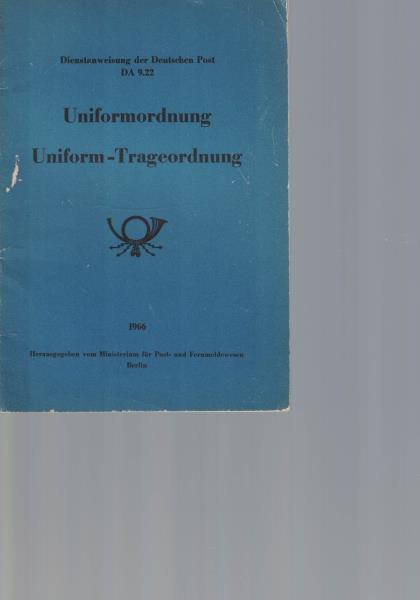 Dienstanweisung der Deutschen Post
DA 9.22
Uniformordnung
Uniform-Trageordnung
1966
Herausgegeben vom Ministerium für Post- und Fernmeldewesen
Berlin